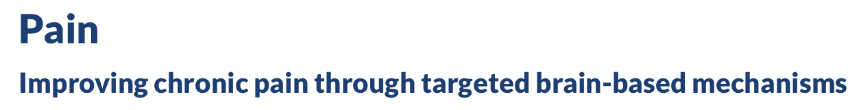 Pain
Improving chronic pain through targeted brain-based mechanisms